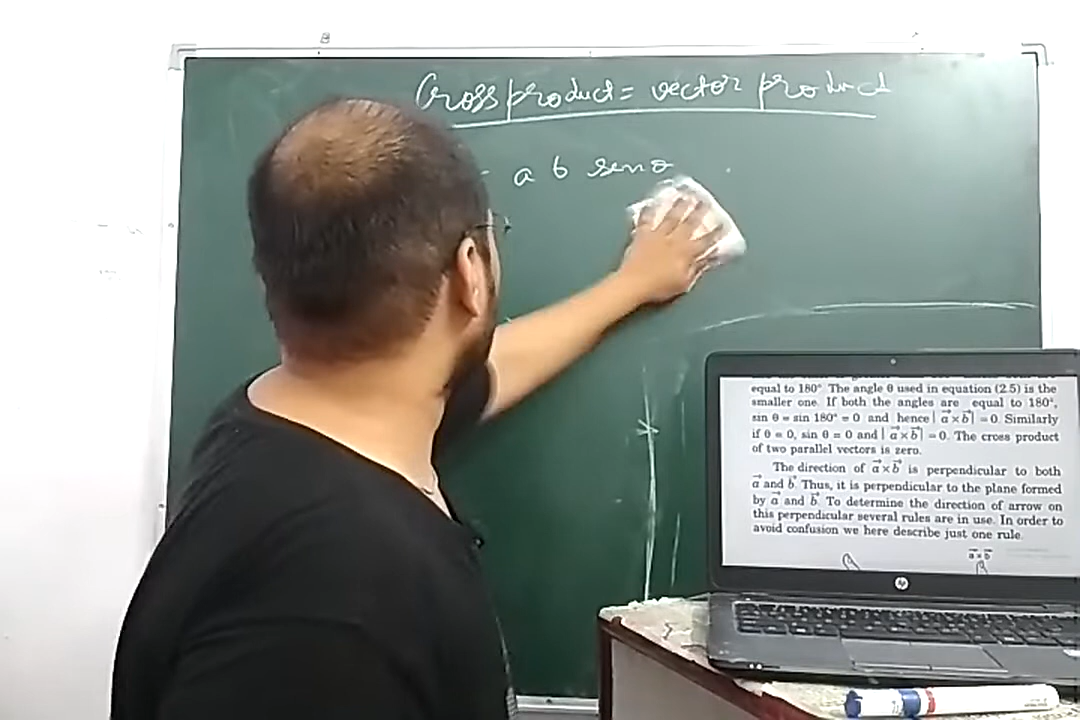 Cross product = vector product
a b sinθ
equal to 180°. The angle θ used in equation (2.5) is the
smaller one. If both the angles are equal to 180°,
sin θ = sin 180° = 0 and hence | a⃗ × b⃗ | = 0. Similarly
if θ = 0, sin θ = 0 and | a⃗ × b⃗ | = 0. The cross product
of two parallel vectors is zero.
The direction of a⃗ × b⃗ is perpendicular to both
a⃗ and b⃗. Thus, it is perpendicular to the plane formed
by a⃗ and b⃗. To determine the direction of arrow on
this perpendicular several rules are in use. In order to
avoid confusion we here describe just one rule.
a⃗ × b⃗
hp